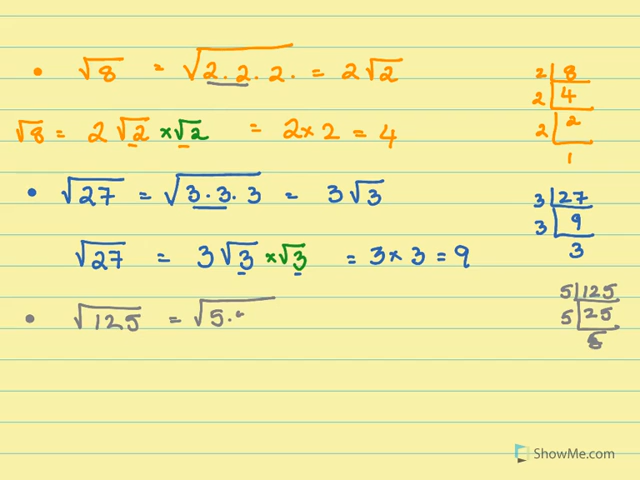 • √8 = √2.2.2. = 2√2
√8 = 2√2 ×√2 = 2×2 = 4
• √27 = √3.3.3 = 3√3
√27 = 3√3 ×√3 = 3×3 = 9
• √125 = √5.
2 8
2 4
2 2
1
3 27
3 9
3
5 125
5 25
5
ShowMe.com